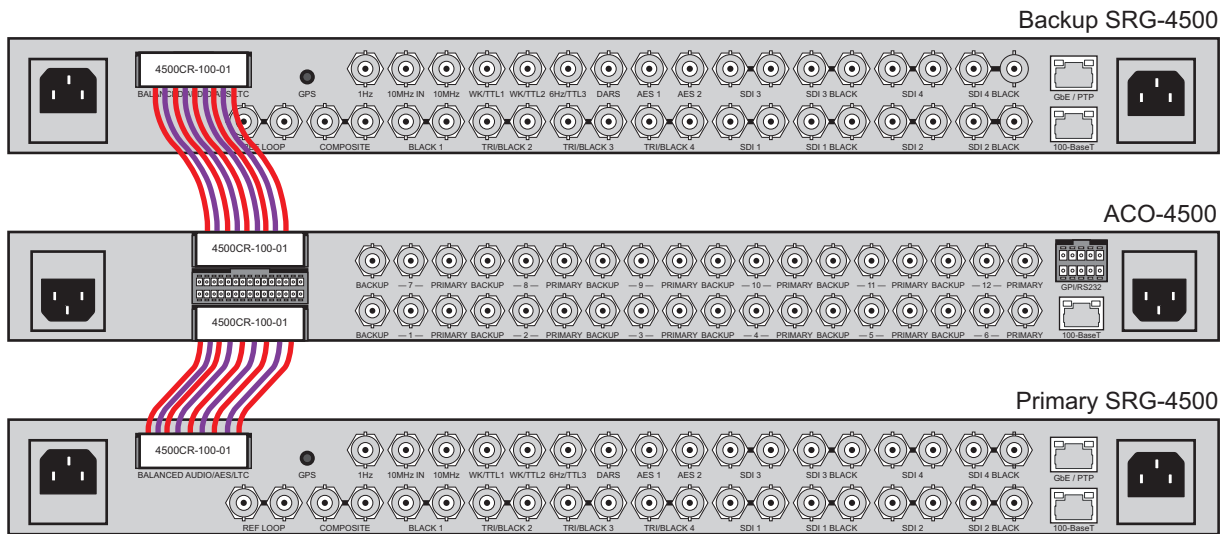 Backup SRG-4500
4500CR-100-01
BALANCED AUDIO/AES/LTC
GPS
1Hz 10MHz IN 10MHz WK/TTL1 WK/TTL2 6Hz/TTL3 DARS AES 1 AES 2 SDI 3 SDI 3 BLACK SDI 4 SDI 4 BLACK
GbE / PTP
REF LOOP COMPOSITE BLACK 1 TRI/BLACK 2 TRI/BLACK 3 TRI/BLACK 4 SDI 1 SDI 1 BLACK SDI 2 SDI 2 BLACK
100-BaseT
ACO-4500
4500CR-100-01
BACKUP — 7 — PRIMARY BACKUP — 8 — PRIMARY BACKUP — 9 — PRIMARY BACKUP — 10 — PRIMARY BACKUP — 11 — PRIMARY BACKUP — 12 — PRIMARY
GPI/RS232
4500CR-100-01
BACKUP — 1 — PRIMARY BACKUP — 2 — PRIMARY BACKUP — 3 — PRIMARY BACKUP — 4 — PRIMARY BACKUP — 5 — PRIMARY BACKUP — 6 — PRIMARY
100-BaseT
Primary SRG-4500
4500CR-100-01
BALANCED AUDIO/AES/LTC
GPS
1Hz 10MHz IN 10MHz WK/TTL1 WK/TTL2 6Hz/TTL3 DARS AES 1 AES 2 SDI 3 SDI 3 BLACK SDI 4 SDI 4 BLACK
GbE / PTP
REF LOOP COMPOSITE BLACK 1 TRI/BLACK 2 TRI/BLACK 3 TRI/BLACK 4 SDI 1 SDI 1 BLACK SDI 2 SDI 2 BLACK
100-BaseT